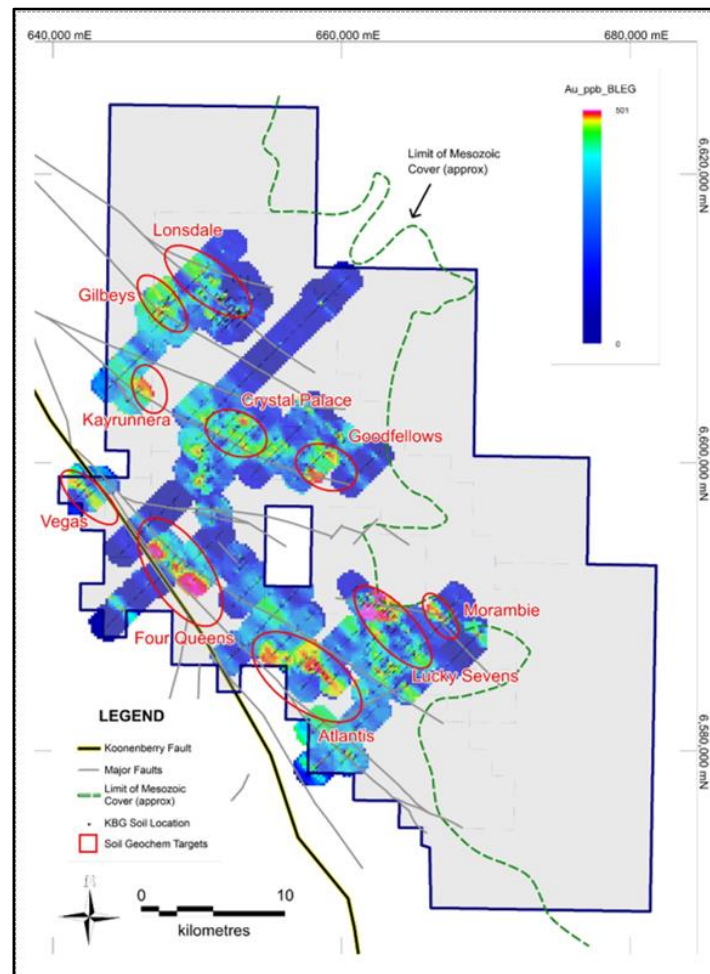 640,000 mE
660,000 mE
680,000 mE
Au_ppb_BLEG
501
0
Limit of Mesozoic
Cover (approx)
6,620,000 mN
Lonsdale
Gilbeys
Kayrunnera
Crystal Palace
Goodfellows
6,600,000 mN
Vegas
Four Queens
Morambie
Lucky Sevens
Atlantis
6,580,000 mN
LEGEND
Koonenberry Fault
Major Faults
Limit of Mesozoic
Cover (approx)
KBG Soil Location
Soil Geochem Targets
0
10
kilometres